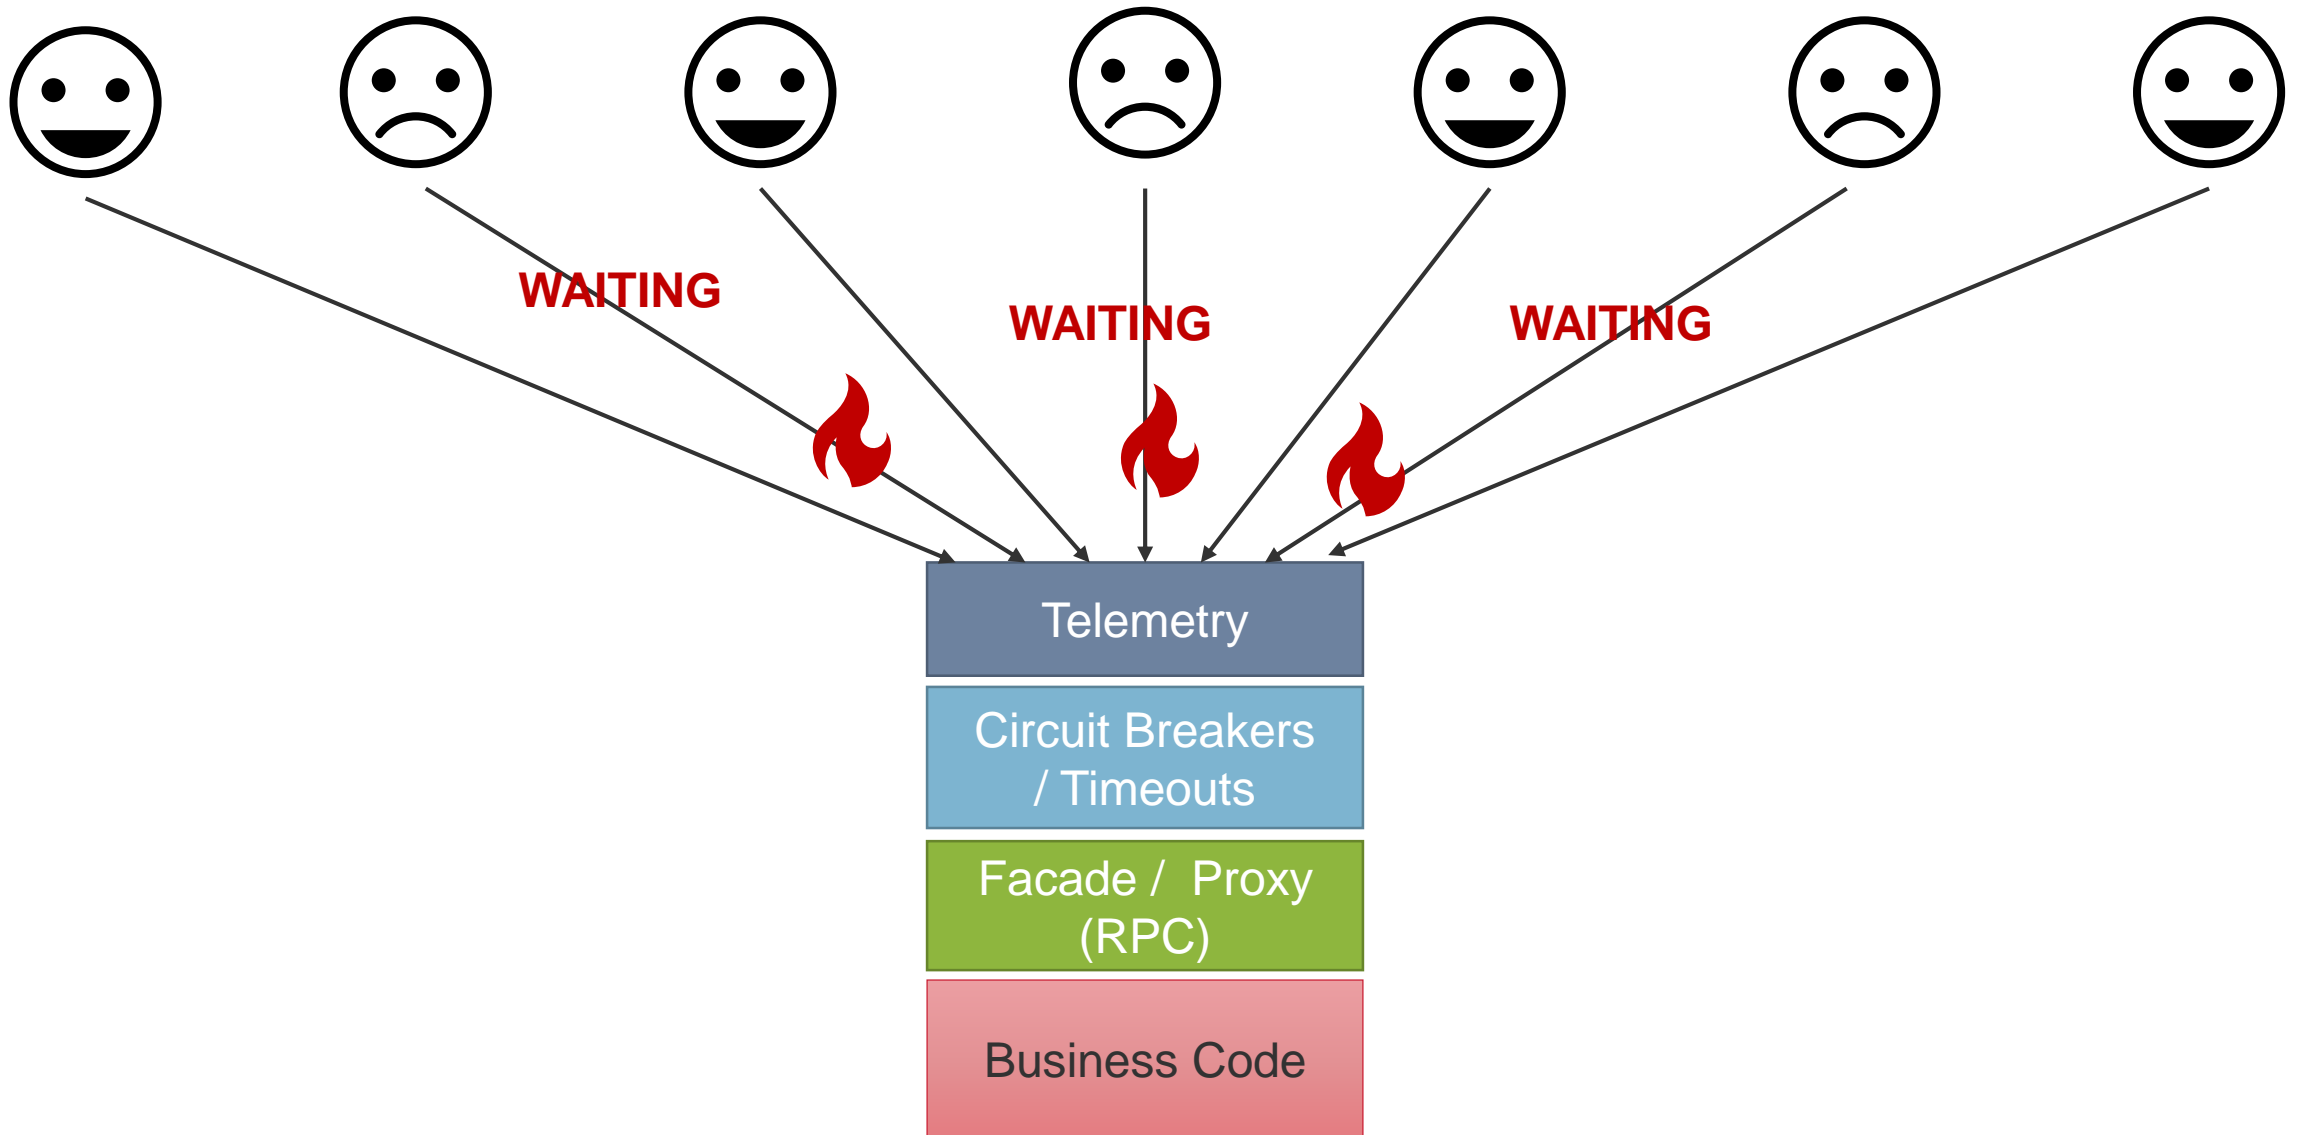 WAITING
WAITING
WAITING
Telemetry
Circuit Breakers
/ Timeouts
Facade /  Proxy
(RPC)
Business Code